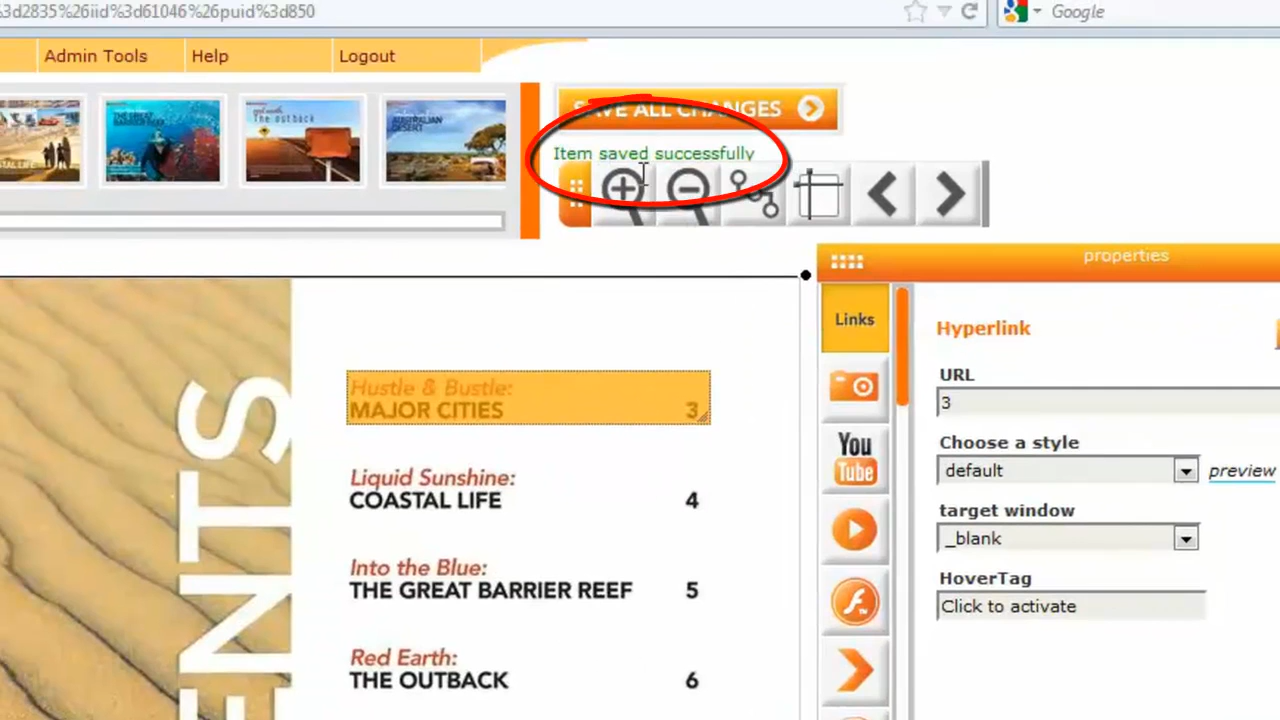 %3d2835%26iid%3d61046%26puid%3d850
Google
Admin Tools
Help
Logout
THE GREAT
BARRIER REEF
The outback
AUSTRALIAN
DESERT
SAVE ALL CHANGES
Item saved successfully
properties
Links
Hyperlink
URL
3
Choose a style
default
preview
target window
_blank
HoverTag
Click to activate
You
Tube
ENTS
Hustle & Bustle:
MAJOR CITIES 3
Liquid Sunshine:
COASTAL LIFE 4
Into the Blue:
THE GREAT BARRIER REEF 5
Red Earth:
THE OUTBACK 6